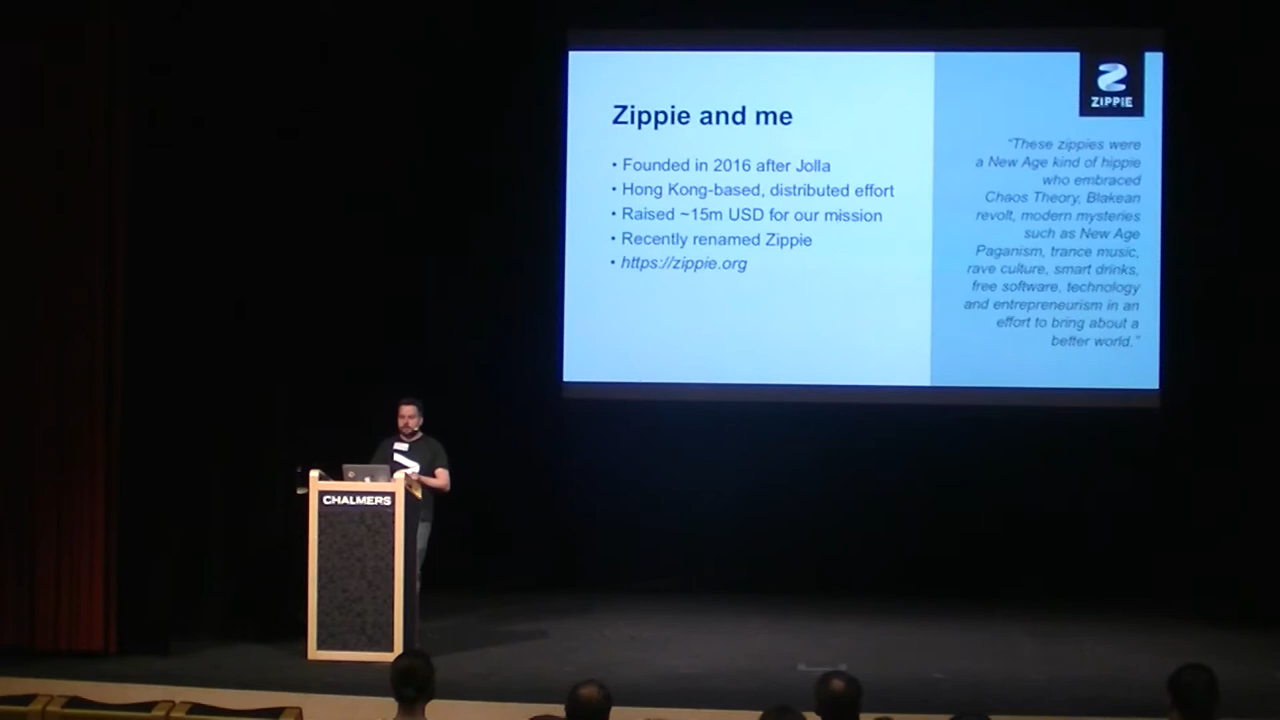 Zippie and me
• Founded in 2016 after Jolla
• Hong Kong-based, distributed effort
• Raised ~15m USD for our mission
• Recently renamed Zippie
• https://zippie.org
ZIPPIE
“These zippies were
a New Age kind of hippie
who embraced
Chaos Theory, Blakean
revolt, modern mysteries
such as New Age
Paganism, trance music,
rave culture, smart drinks,
free software, technology
and entrepreneurism in an
effort to bring about a
better world.”
CHALMERS